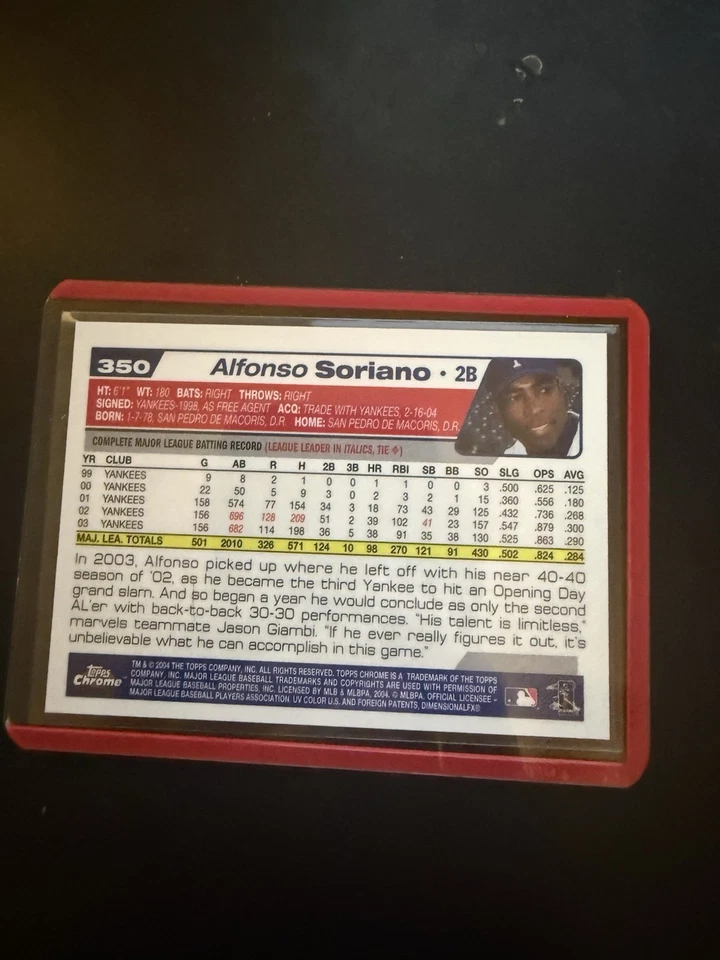 350 Alfonso Soriano • 2B
HT: 6'1" WT: 180 BATS: RIGHT THROWS: RIGHT
SIGNED: YANKEES-1998, AS FREE AGENT ACQ: TRADE WITH YANKEES, 2-16-04
BORN: 1-7-78, SAN PEDRO DE MACORIS, D.R. HOME: SAN PEDRO DE MACORIS, D.R.
COMPLETE MAJOR LEAGUE BATTING RECORD (LEAGUE LEADER IN ITALICS, TIE ♦)
YR CLUB G AB R H 2B 3B HR RBI SB BB SO SLG OPS AVG
99 YANKEES 9 8 2 1 0 0 1 1 0 0 3 .500 .625 .125
00 YANKEES 22 50 5 9 3 0 2 3 2 1 15 .360 .556 .180
01 YANKEES 158 574 77 154 34 3 18 73 43 29 125 .432 .736 .268
02 YANKEES 156 696 128 209 51 2 39 102 41 23 157 .547 .879 .300
03 YANKEES 156 682 114 198 36 5 38 91 35 38 130 .525 .863 .290
MAJ. LEA. TOTALS 501 2010 326 571 124 10 98 270 121 91 430 .502 .824 .284
In 2003, Alfonso picked up where he left off with his near 40-40
season of '02, as he became the third Yankee to hit an Opening Day
grand slam. And so began a year he would conclude as only the second
AL'er with back-to-back 30-30 performances. "His talent is limitless,"
marvels teammate Jason Giambi. "If he ever really figures it out, it's
unbelievable what he can accomplish in this game."
Topps Chrome
TM & © 2004 THE TOPPS COMPANY, INC. ALL RIGHTS RESERVED. TOPPS CHROME IS A TRADEMARK OF THE TOPPS
COMPANY, INC. MAJOR LEAGUE BASEBALL TRADEMARKS AND COPYRIGHTS ARE USED WITH PERMISSION OF
MAJOR LEAGUE BASEBALL PROPERTIES, INC. LICENSED BY MLB & MLBPA, 2004. © MLBPA. OFFICIAL LICENSEE –
MAJOR LEAGUE BASEBALL PLAYERS ASSOCIATION. UV COLOR U.S. AND FOREIGN PATENTS, DIMENSIONALFX®